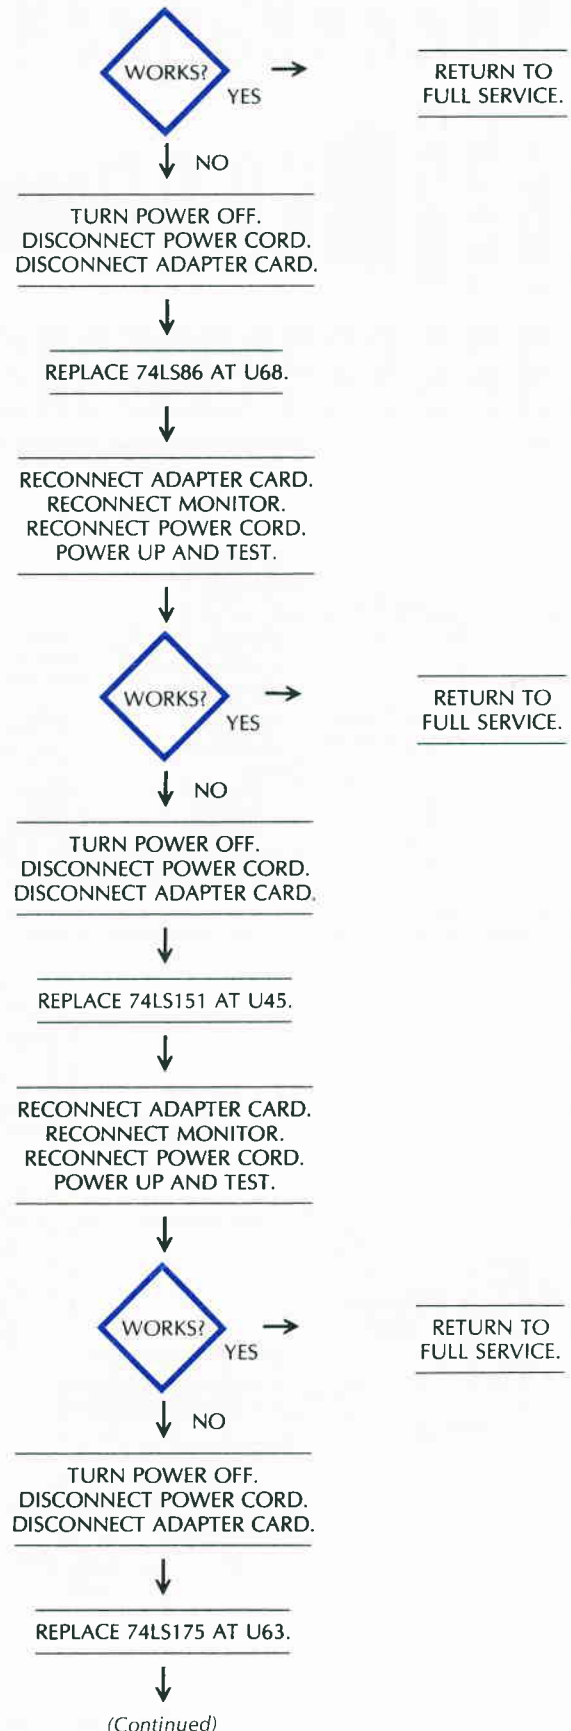 WORKS?
YES
RETURN TO
FULL SERVICE.
NO
TURN POWER OFF.
DISCONNECT POWER CORD.
DISCONNECT ADAPTER CARD.
REPLACE 74LS86 AT U68.
RECONNECT ADAPTER CARD.
RECONNECT MONITOR.
RECONNECT POWER CORD.
POWER UP AND TEST.
WORKS?
YES
RETURN TO
FULL SERVICE.
NO
TURN POWER OFF.
DISCONNECT POWER CORD.
DISCONNECT ADAPTER CARD.
REPLACE 74LS151 AT U45.
RECONNECT ADAPTER CARD.
RECONNECT MONITOR.
RECONNECT POWER CORD.
POWER UP AND TEST.
WORKS?
YES
RETURN TO
FULL SERVICE.
NO
TURN POWER OFF.
DISCONNECT POWER CORD.
DISCONNECT ADAPTER CARD.
REPLACE 74LS175 AT U63.
(Continued)